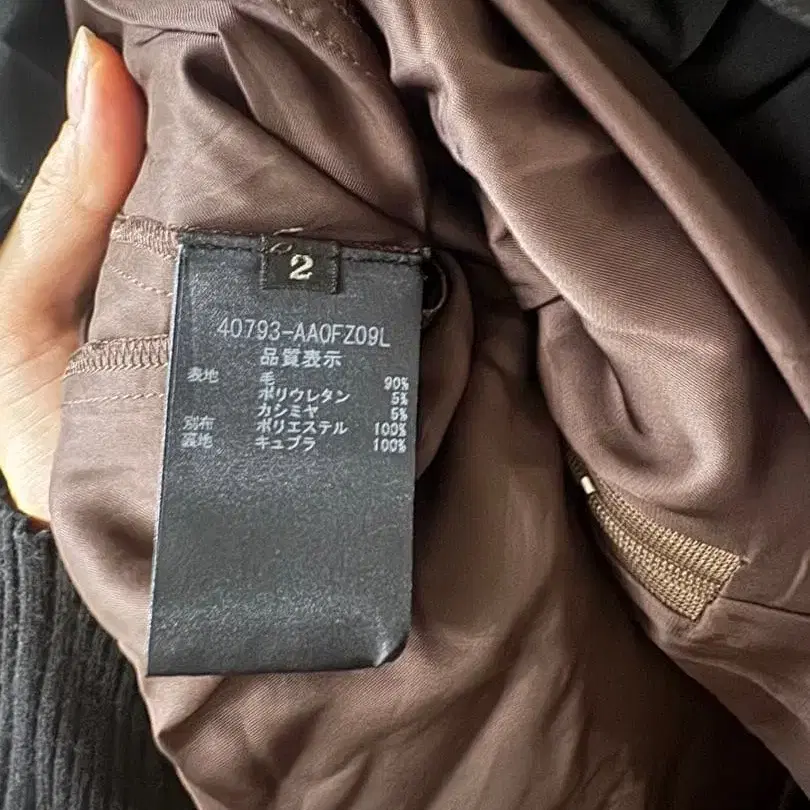 2
40793-AA0FZ09L
品質表示
表地 毛 90%
ポリウレタン 5%
カシミヤ 5%
別布 ポリエステル 100%
裏地 キュプラ 100%